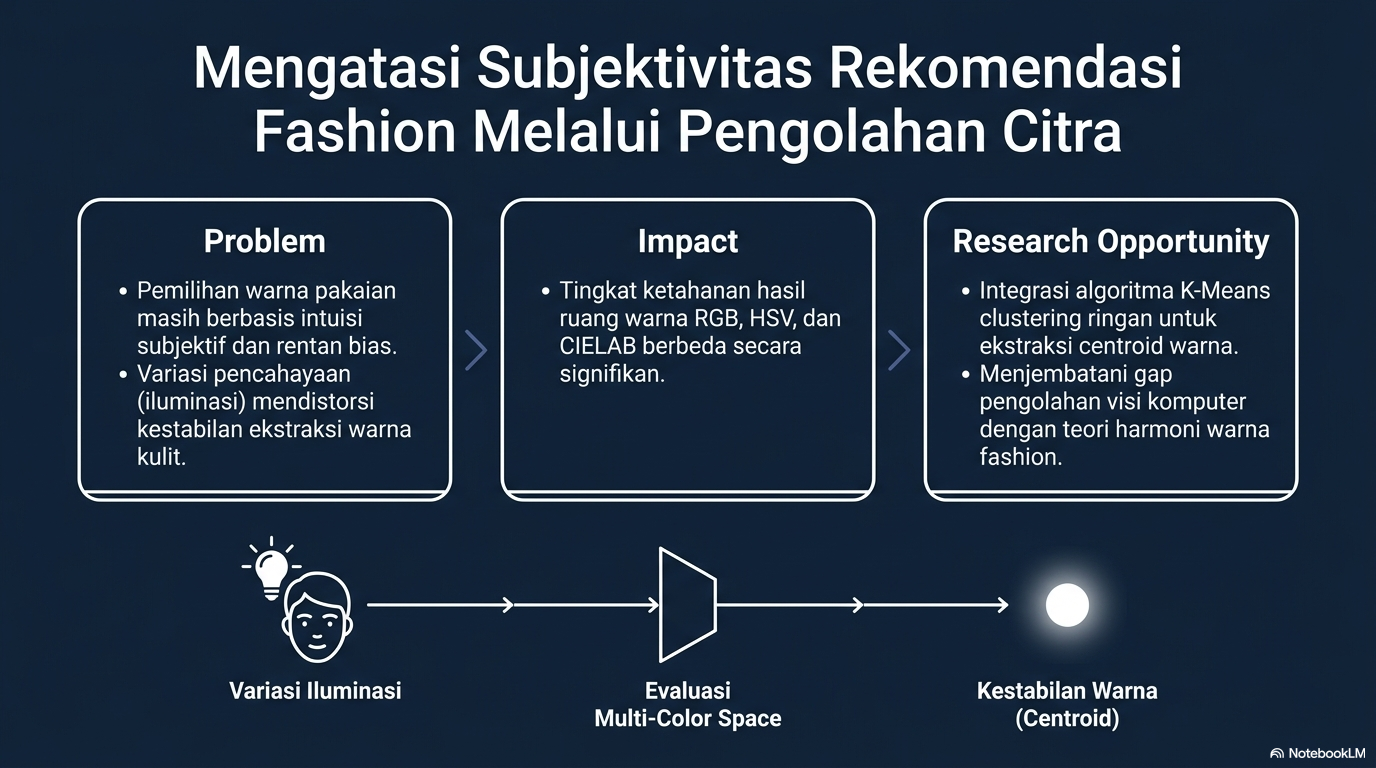 Mengatasi Subjektivitas Rekomendasi
Fashion Melalui Pengolahan Citra
Problem
• Pemilihan warna pakaian
masih berbasis intuisi
subjektif dan rentan bias.
• Variasi pencahayaan
(iluminasi) mendistorsi
kestabilan ekstraksi warna
kulit.
Impact
• Tingkat ketahanan hasil
ruang warna RGB, HSV, dan
CIELAB berbeda secara
signifikan.
Research Opportunity
• Integrasi algoritma K-Means
clustering ringan untuk
ekstraksi centroid warna.
• Menjembatani gap
pengolahan visi komputer
dengan teori harmoni warna
fashion.
Variasi Iluminasi
Evaluasi
Multi-Color Space
Kestabilan Warna
(Centroid)
NotebookLM